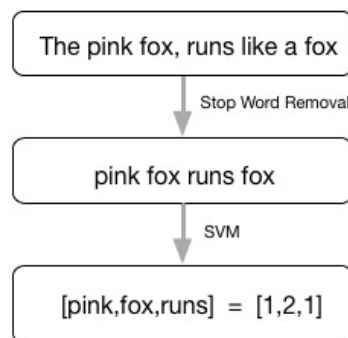 The pink fox, runs like a fox
Stop Word Removal
pink fox runs fox
SVM
[pink,fox,runs] = [1,2,1]